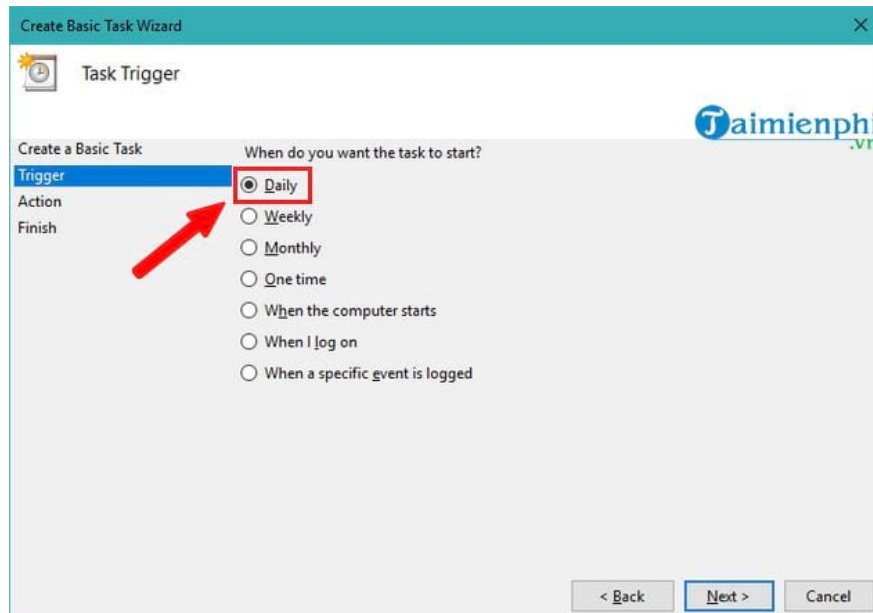 Create Basic Task Wizard
Task Trigger
Taimienphi
.vn
Create a Basic Task
Trigger
Action
Finish
When do you want the task to start?
Daily
Weekly
Monthly
One time
When the computer starts
When I log on
When a specific event is logged
< Back
Next >
Cancel